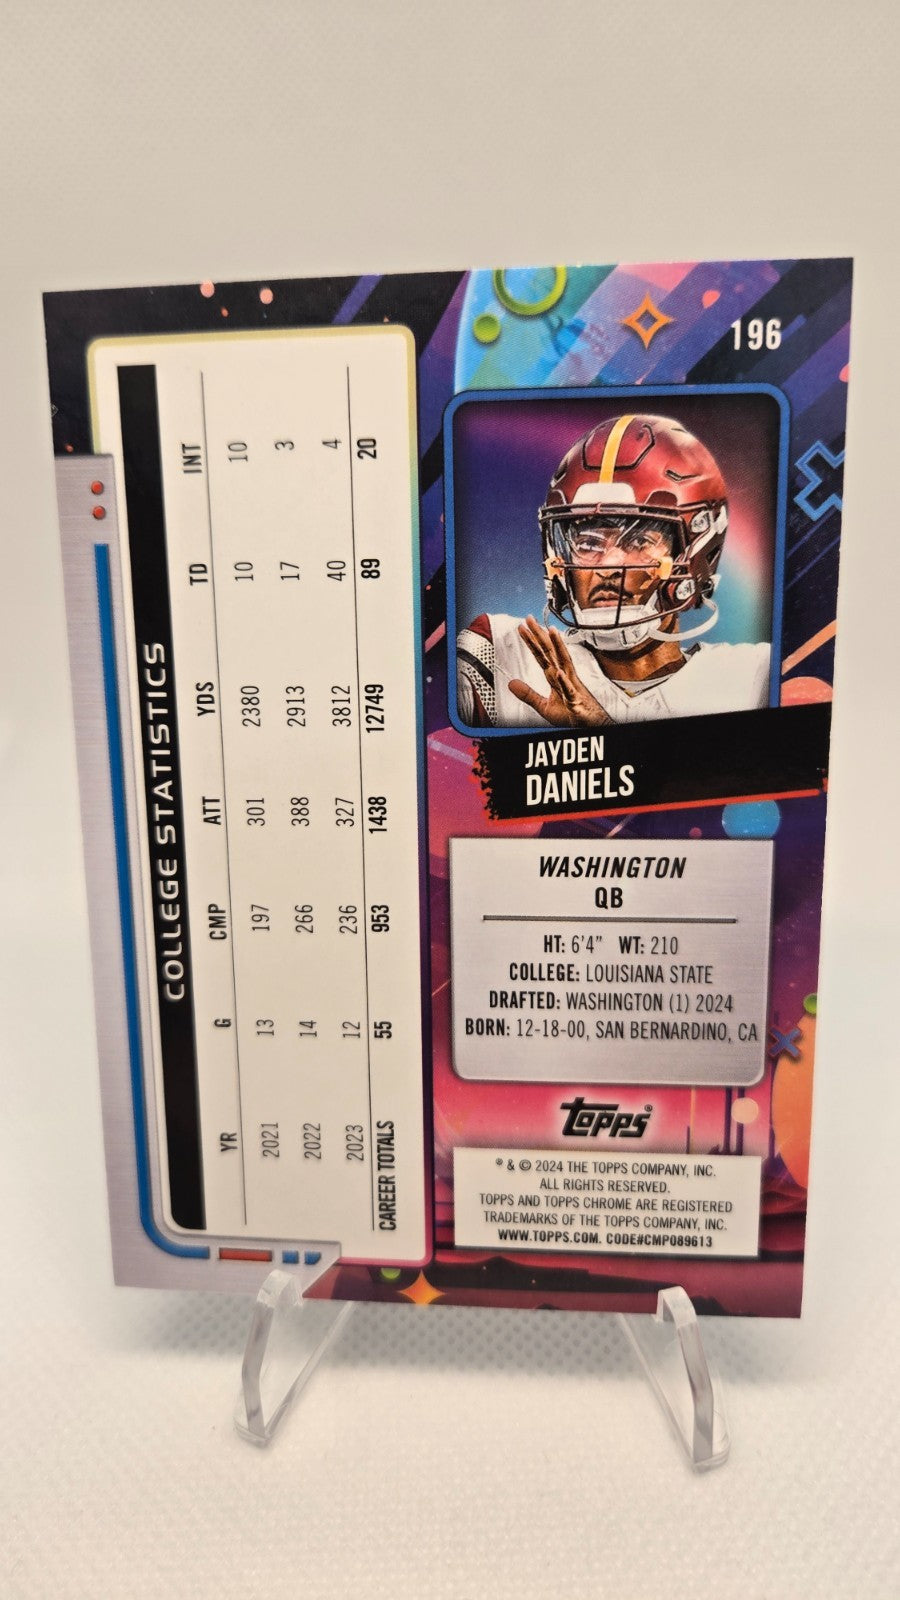 196
JAYDEN
DANIELS
WASHINGTON
QB
HT: 6'4" WT: 210
COLLEGE: LOUISIANA STATE
DRAFTED: WASHINGTON (1) 2024
BORN: 12-18-00, SAN BERNARDINO, CA
Topps®
® & © 2024 THE TOPPS COMPANY, INC.
ALL RIGHTS RESERVED.
TOPPS AND TOPPS CHROME ARE REGISTERED
TRADEMARKS OF THE TOPPS COMPANY, INC.
WWW.TOPPS.COM. CODE#CMP089613
COLLEGE STATISTICS
YR G CMP ATT YDS TD INT
2021 13 197 301 2380 10 10
2022 14 266 388 2913 17 3
2023 12 236 327 3812 40 4
CAREER TOTALS 55 953 1438 12749 89 20